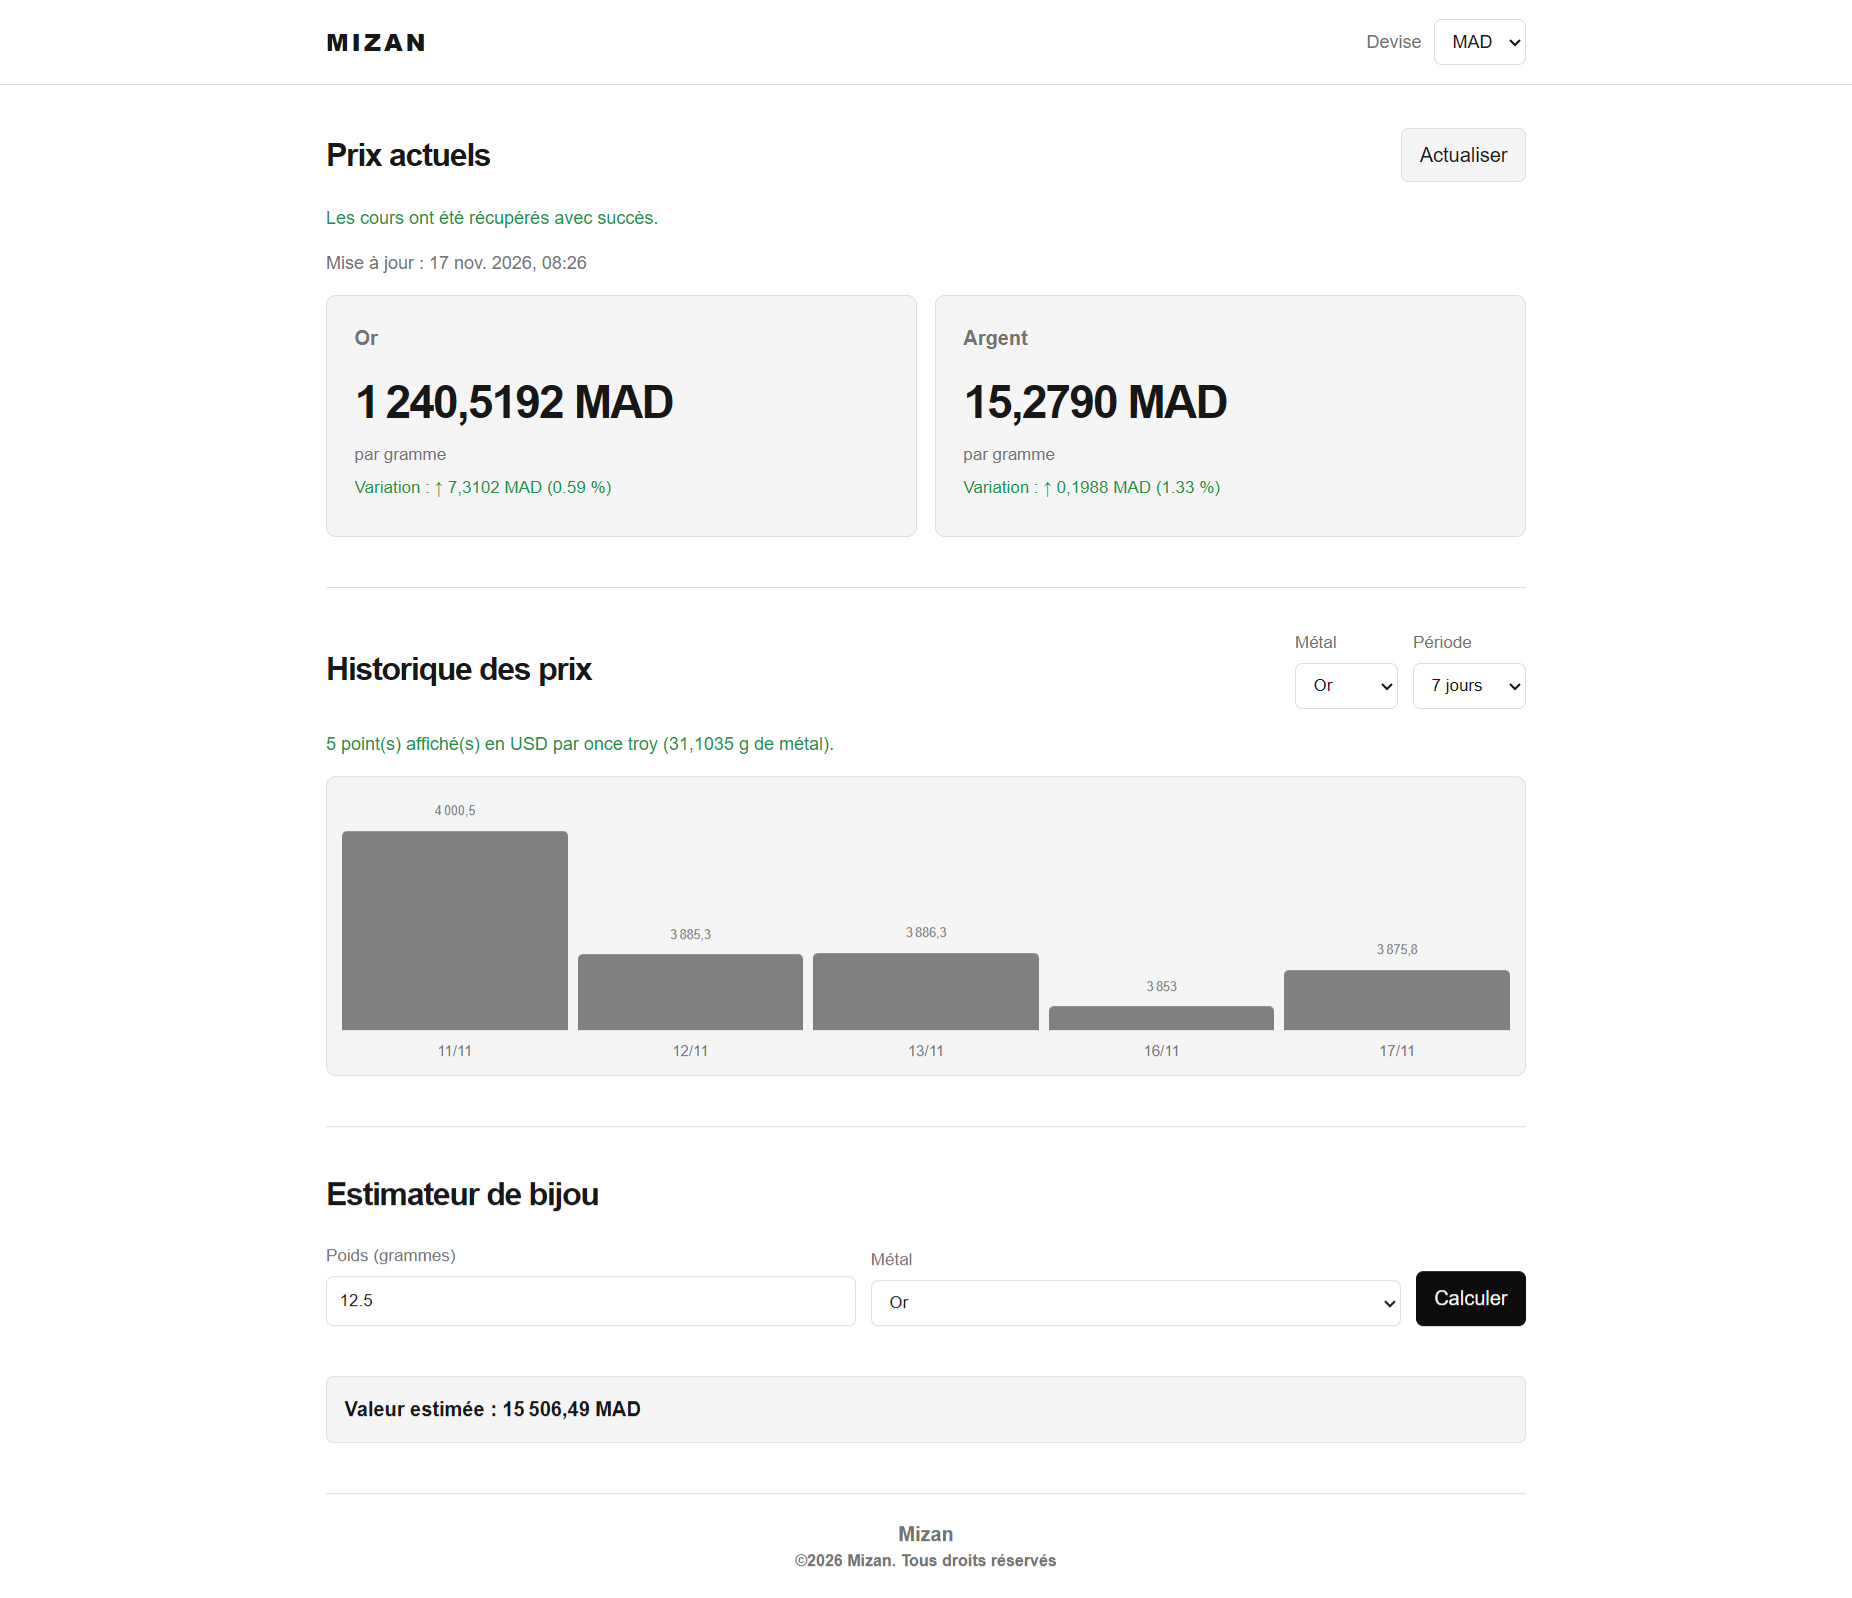 MIZAN
Devise MAD
Prix actuels
Actualiser
Les cours ont été récupérés avec succès.
Mise à jour : 17 nov. 2026, 08:26
Or
1 240,5192 MAD
par gramme
Variation : ↑ 7,3102 MAD (0.59 %)
Argent
15,2790 MAD
par gramme
Variation : ↑ 0,1988 MAD (1.33 %)
Historique des prix
Métal
Or
Période
7 jours
5 point(s) affiché(s) en USD par once troy (31,1035 g de métal).
4 000,5
3 885,3
3 886,3
3 853
3 875,8
11/11
12/11
13/11
16/11
17/11
Estimateur de bijou
Poids (grammes)
12.5
Métal
Or
Calculer
Valeur estimée : 15 506,49 MAD
Mizan
©2026 Mizan. Tous droits réservés